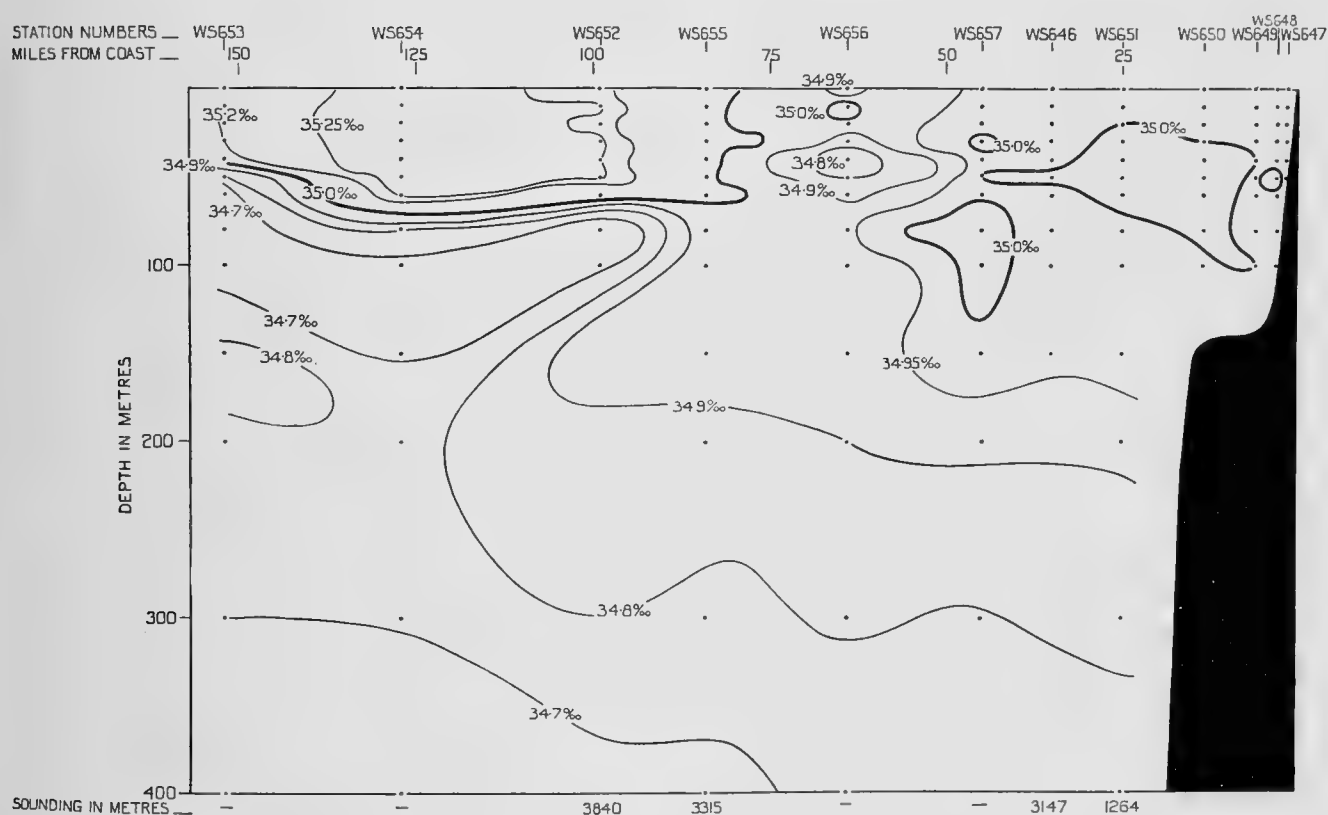 WS648
STATION NUMBERS WS653 WS654 WS652 WS655 WS656 WS657 WS646 WS651 WS650 WS649 WS647
MILES FROM COAST 150 125 100 75 50 25
34·9‰
35·2‰ 35·25‰ 35·0‰ 35·0‰
35·0‰
34·9‰ 34·8‰
35·0‰ 34·9‰
34·7‰
35·0‰
100
34·7‰
34·8‰ 34·95‰
34·9‰
200
DEPTH IN METRES
300 34·8‰
34·7‰
400
SOUNDING IN METRES – – 3840 3315 – – 3147 1264